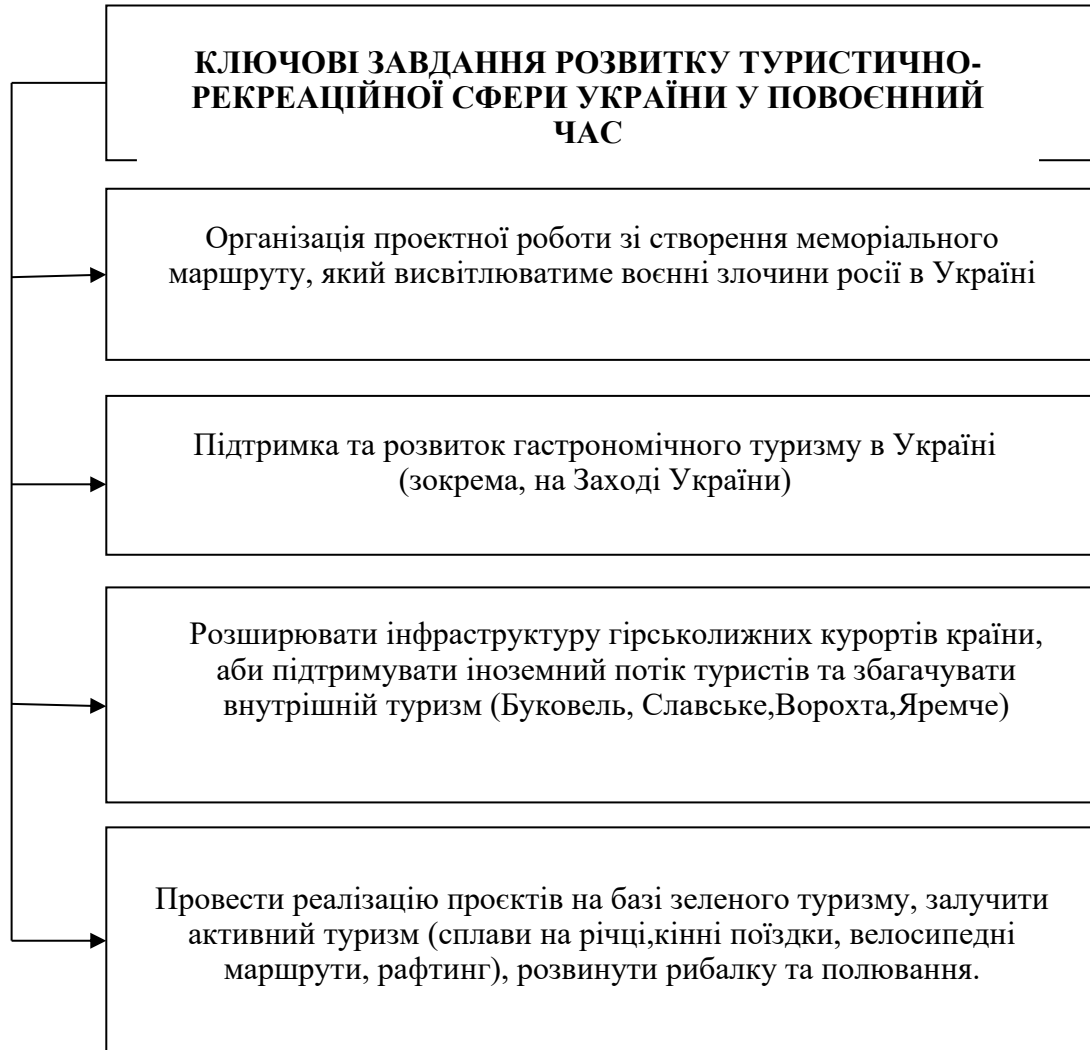 КЛЮЧОВІ ЗАВДАННЯ РОЗВИТКУ ТУРИСТИЧНО-
РЕКРЕАЦІЙНОЇ СФЕРИ УКРАЇНИ У ПОВОЄННИЙ
ЧАС
Організація проектної роботи зі створення меморіального
маршруту, який висвітлюватиме воєнні злочини росії в Україні
Підтримка та розвиток гастрономічного туризму в Україні
(зокрема, на Заході України)
Розширювати інфраструктуру гірськолижних курортів країни,
аби підтримувати іноземний потік туристів та збагачувати
внутрішній туризм (Буковель, Славське,Ворохта,Яремче)
Провести реалізацію проєктів на базі зеленого туризму, залучити
активний туризм (сплави на річці,кінні поїздки, велосипедні
маршрути, рафтинг), розвинути рибалку та полювання.